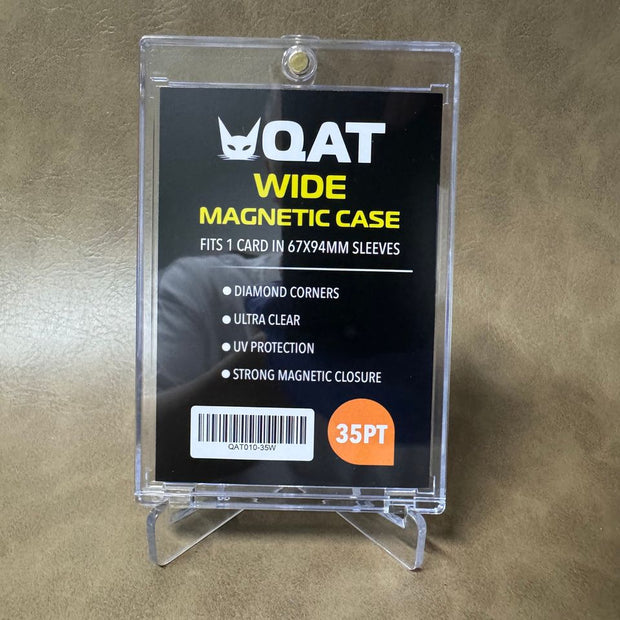 QAT
WIDE
MAGNETIC CASE
FITS 1 CARD IN 67X94MM SLEEVES
DIAMOND CORNERS
ULTRA CLEAR
UV PROTECTION
STRONG MAGNETIC CLOSURE
QAT010-35W
35PT